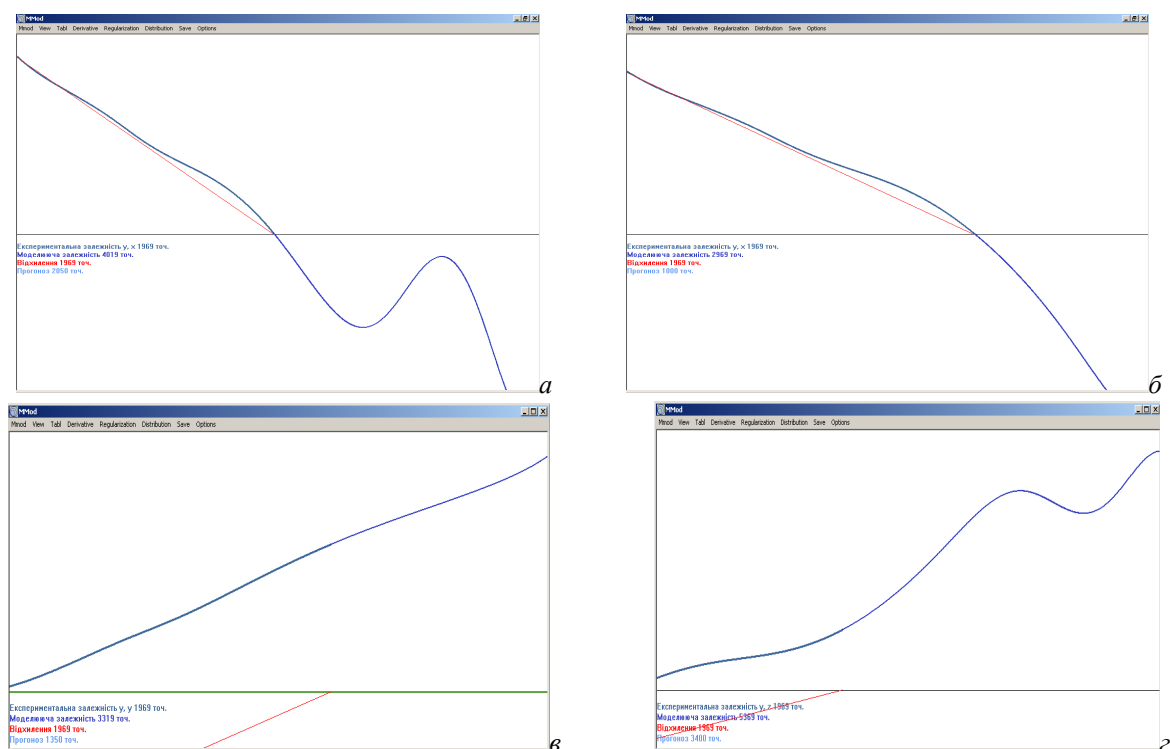 MMod
Mmod View Tabl Derivative Regularization Distribution Save Options
Експериментальна залежність y, x 1969 точ.
Моделююча залежність 4019 точ.
Відхилення 1969 точ.
Прогоноз 2050 точ.
а
MMod
Mmod View Tabl Derivative Regularization Distribution Save Options
Експериментальна залежність y, x 1969 точ.
Моделююча залежність 2969 точ.
Відхилення 1969 точ.
Прогоноз 1000 точ.
б
MMod
Mmod View Tabl Derivative Regularization Distribution Save Options
Експериментальна залежність y, y 1969 точ.
Моделююча залежність 3319 точ.
Відхилення 1969 точ.
Прогоноз 1350 точ.
в
MMod
Mmod View Tabl Derivative Regularization Distribution Save Options
Експериментальна залежність y, z 1969 точ.
Моделююча залежність 5369 точ.
Відхилення 1969 точ.
Прогоноз 3400 точ.
г